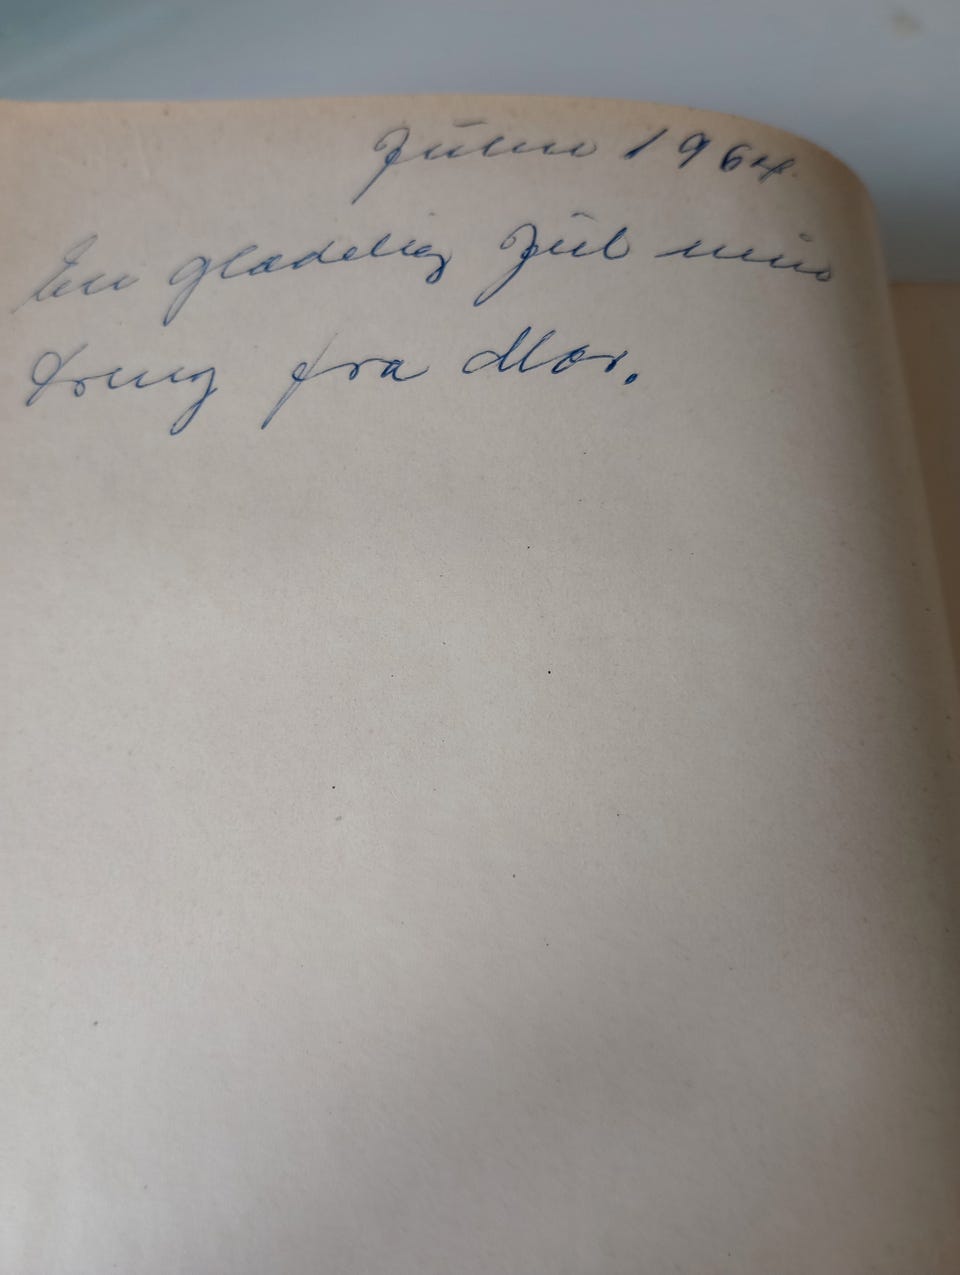 Julen 1964.
En glædelig Jul min
dreng fra Mor.